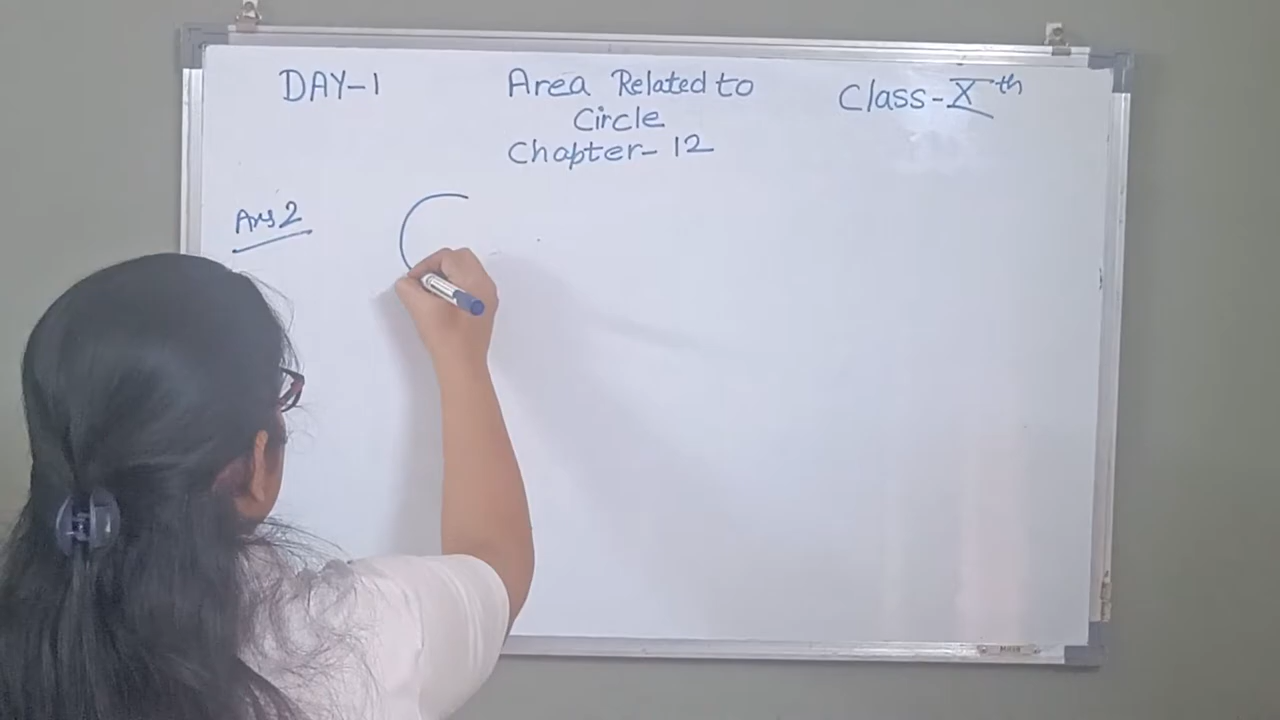 DAY-1
Area Related to
Circle
Chapter-12
Class-Xth
Ans 2